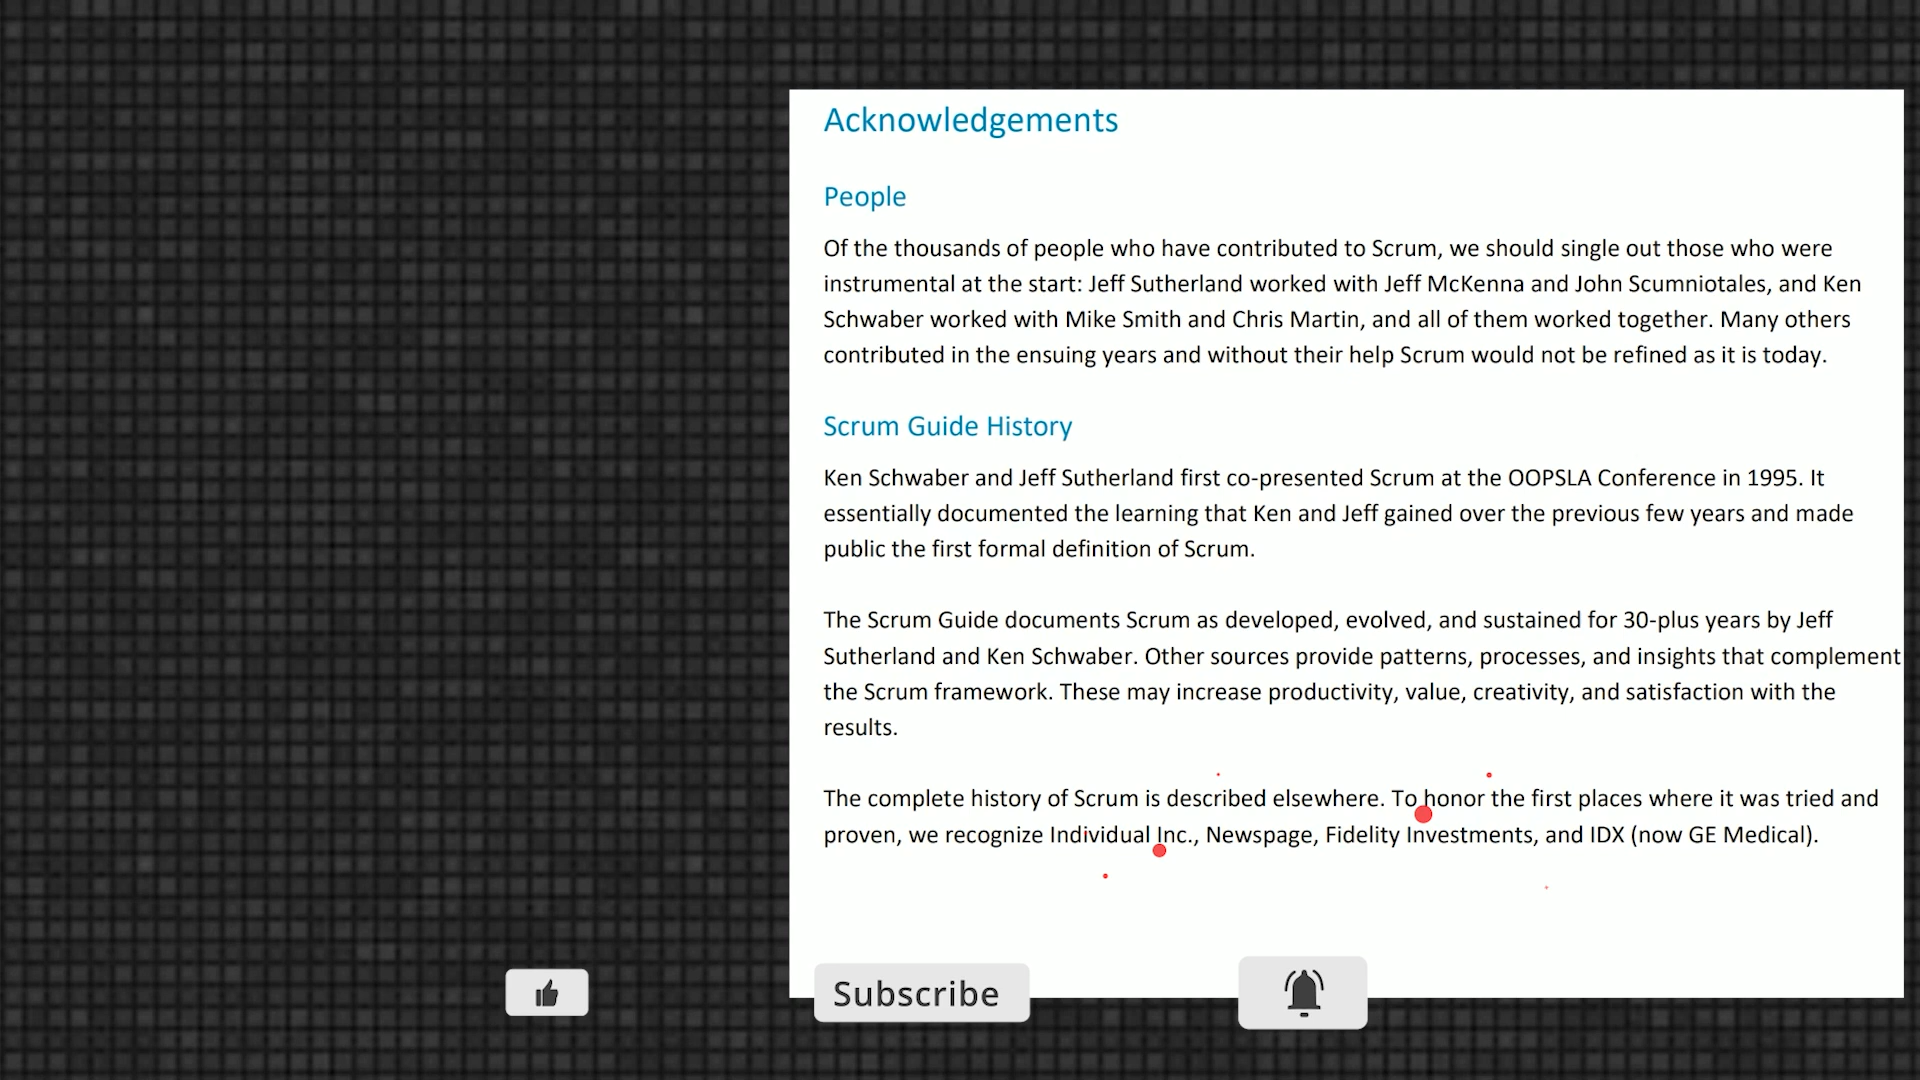 Acknowledgements
People
Of the thousands of people who have contributed to Scrum, we should single out those who were
instrumental at the start: Jeff Sutherland worked with Jeff McKenna and John Scumniotales, and Ken
Schwaber worked with Mike Smith and Chris Martin, and all of them worked together. Many others
contributed in the ensuing years and without their help Scrum would not be refined as it is today.
Scrum Guide History
Ken Schwaber and Jeff Sutherland first co-presented Scrum at the OOPSLA Conference in 1995. It
essentially documented the learning that Ken and Jeff gained over the previous few years and made
public the first formal definition of Scrum.
The Scrum Guide documents Scrum as developed, evolved, and sustained for 30-plus years by Jeff
Sutherland and Ken Schwaber. Other sources provide patterns, processes, and insights that complement
the Scrum framework. These may increase productivity, value, creativity, and satisfaction with the
results.
The complete history of Scrum is described elsewhere. To honor the first places where it was tried and
proven, we recognize Individual Inc., Newspage, Fidelity Investments, and IDX (now GE Medical).
Subscribe